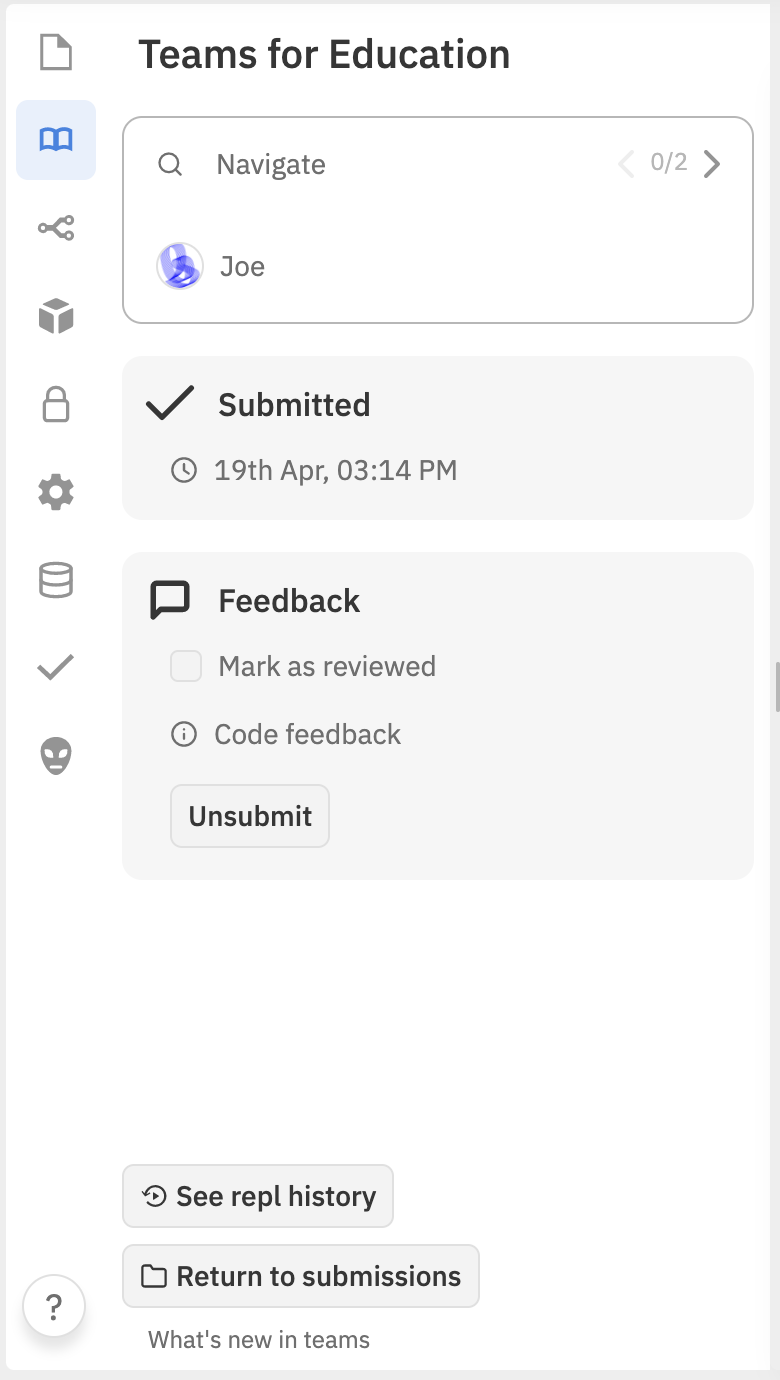 Teams for Education
Navigate
0/2
Joe
Submitted
19th Apr, 03:14 PM
Feedback
Mark as reviewed
Code feedback
Unsubmit
See repl history
Return to submissions
?
What's new in teams